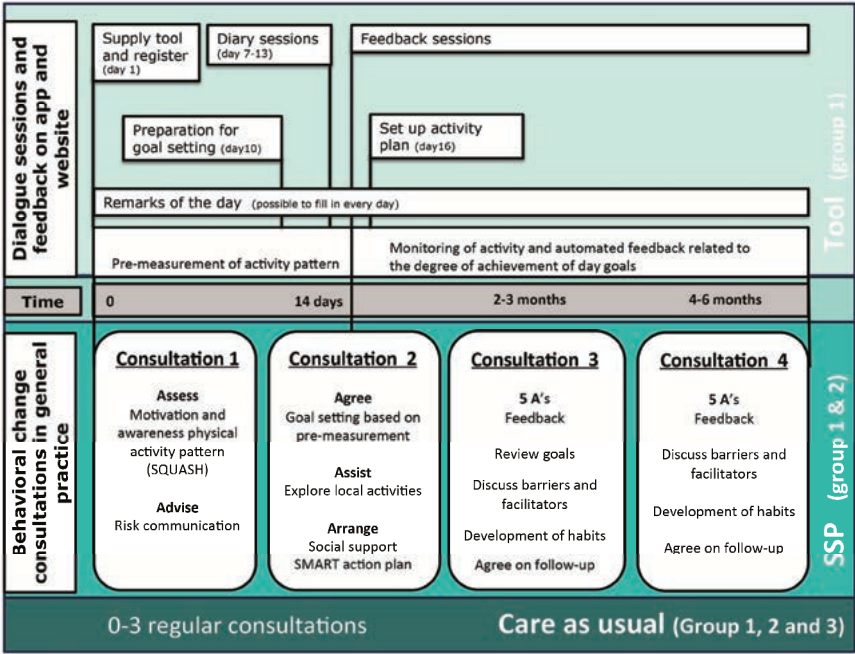 Dialogue sessions and
feedback on app and
website
Supply tool
and register
(day 1)
Diary sessions
(day 7-13)
Feedback sessions
Preparation for
goal setting (day10)
Set up activity
plan (day16)
Remarks of the day (possible to fill in every day)
Pre-measurement of activity pattern
Monitoring of activity and automated feedback related to
the degree of achievement of day goals
Tool (group 1)
Time
0
14 days
2-3 months
4-6 months
Behavioral change
consultations in general
practice
Consultation 1
Assess
Motivation and
awareness physical
activity pattern
(SQUASH)
Advise
Risk communication
Consultation 2
Agree
Goal setting based on
pre-measurement
Assist
Explore local activities
Arrange
Social support
SMART action plan
Consultation 3
5 A's
Feedback
Review goals
Discuss barriers and
facilitators
Development of habits
Agree on follow-up
Consultation 4
5 A's
Feedback
Discuss barriers and
facilitators
Development of habits
Agree on follow-up
SSP (group 1 & 2)
0-3 regular consultations
Care as usual (Group 1, 2 and 3)